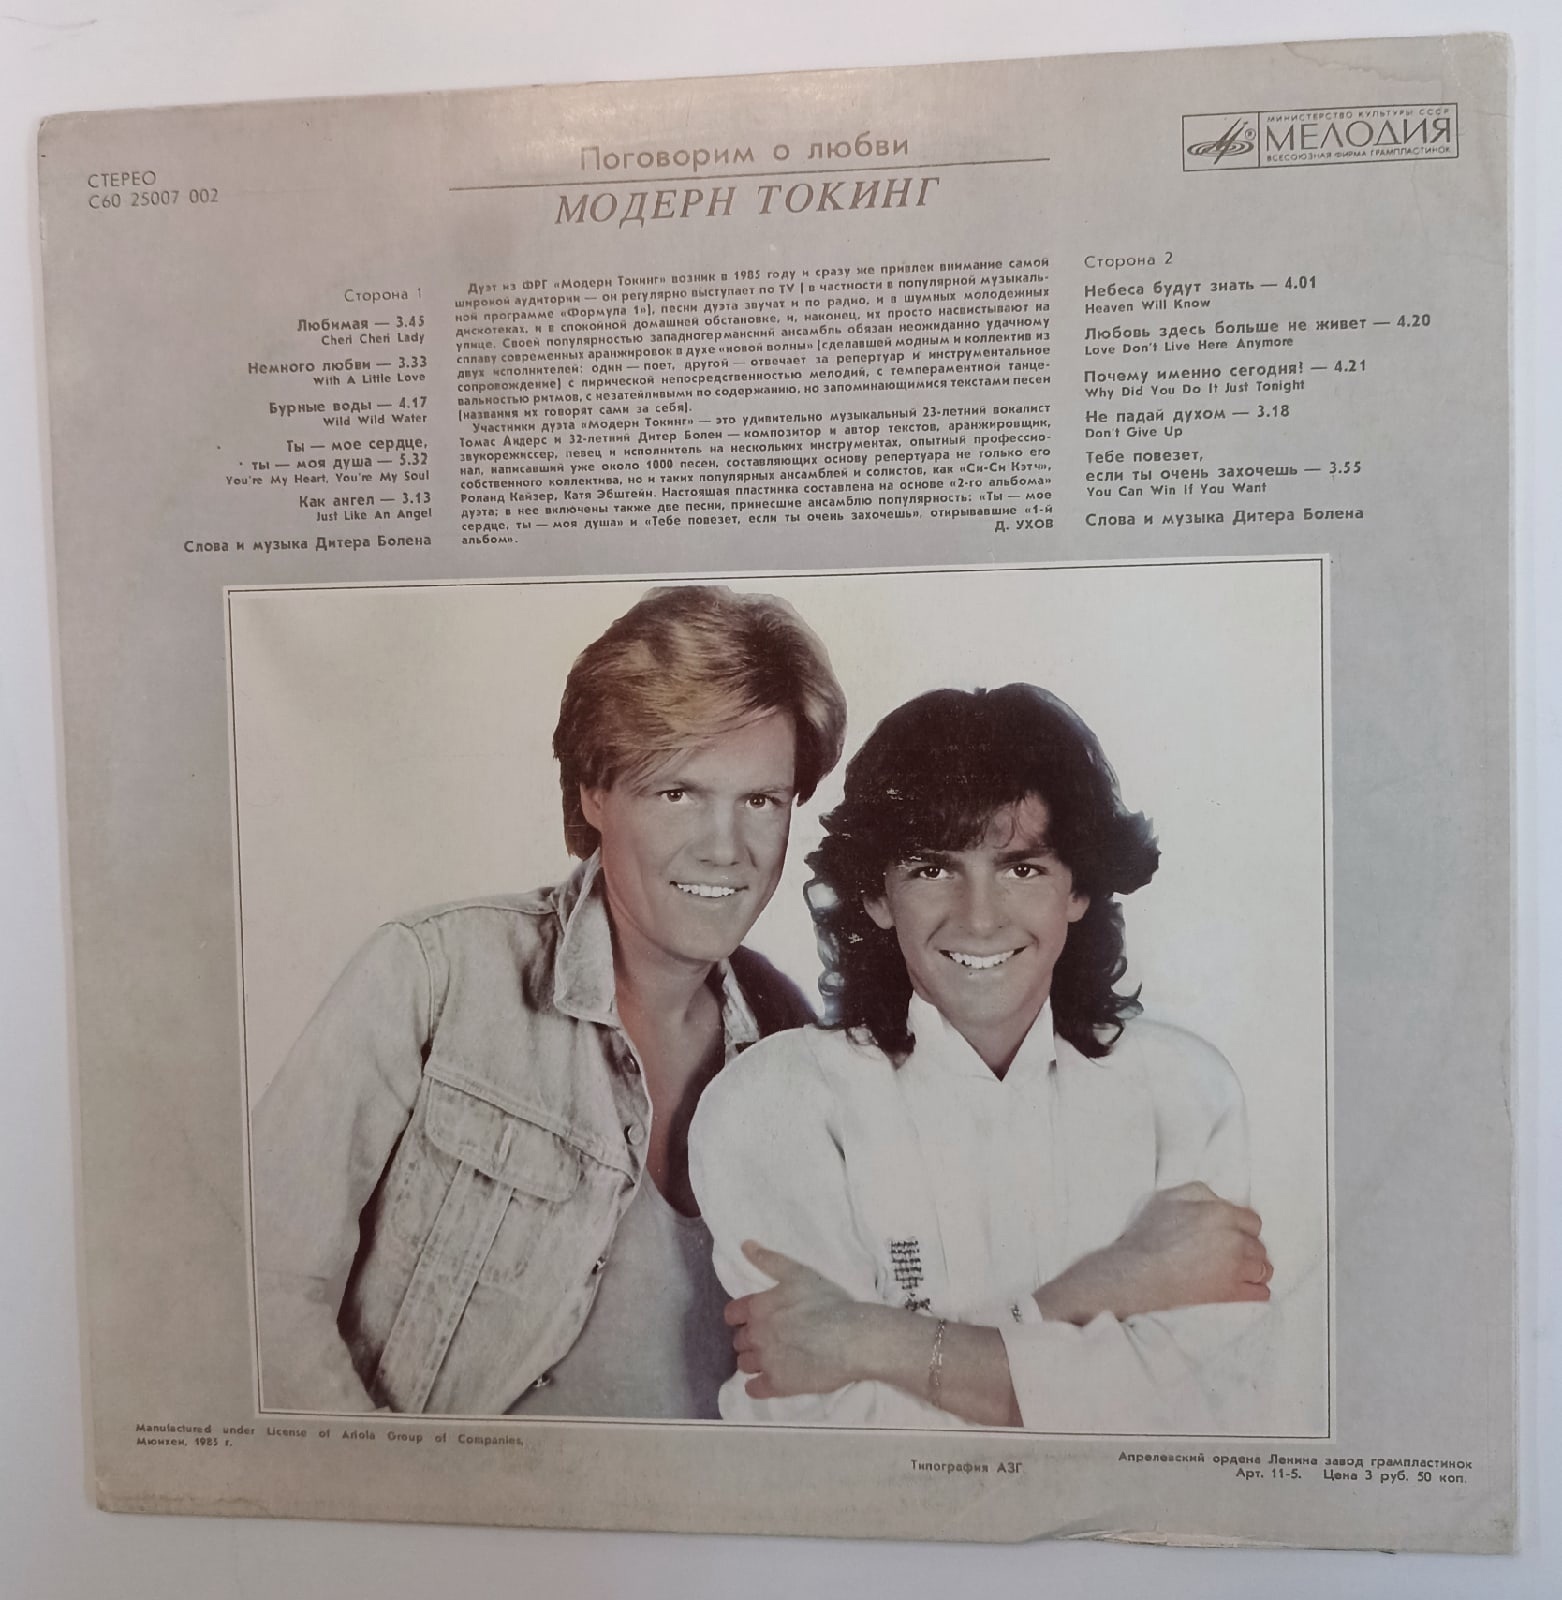 СТЕРЕО
С60 25007 002
Поговорим о любви
МОДЕРН ТОКИНГ
МИНИСТЕРСТВО КУЛЬТУРЫ СССР
МЕЛОДИЯ
ВСЕСОЮЗНАЯ ФИРМА ГРАМПЛАСТИНОК
Сторона 1
Любимая — 3.45
Cheri Cheri Lady
Немного любви — 3.33
With A Little Love
Бурные воды — 4.17
Wild Wild Water
Ты — мое сердце,
ты — моя душа — 5.32
You're My Heart, You're My Soul
Как ангел — 3.13
Just Like An Angel
Слова и музыка Дитера Болена
Дуэт из ФРГ «Модерн Токинг» возник в 1985 году и сразу же привлек внимание самой
широкой аудитории — он регулярно выступает по TV [ в частности в популярной музыкаль-
ной программе «Формула 1»], песни дуэта звучат и по радио, и в шумных молодежных
дискотеках, и в спокойной домашней обстановке, и, наконец, их просто насвистывают на
улице. Своей популярностью западногерманский ансамбль обязан неожиданно удачному
сплаву современных аранжировок в духе «новой волны» [сделавшей модным и коллектив из
двух исполнителей: один — поет, другой — отвечает за репертуар и инструментальное
сопровождение] с лирической непосредственностью мелодий, с темпераментной танце-
вальностью ритмов, с незатейливыми по содержанию, но запоминающимися текстами песен
[названия их говорят сами за себя].
Участники дуэта «Модерн Токинг» — это удивительно музыкальный 23-летний вокалист
Томас Андерс и 32-летний Дитер Болен — композитор и автор текстов, аранжировщик,
звукорежиссер, певец и исполнитель на нескольких инструментах, опытный профессио-
нал, написавший уже около 1000 песен, составляющих основу репертуара не только его
собственного коллектива, но и таких популярных ансамблей и солистов, как «Си-Си Кэтч»,
Роланд Кайзер, Катя Эбштейн. Настоящая пластинка составлена на основе «2-го альбома»
дуэта; в нее включены также две песни, принесшие ансамблю популярность: «Ты — мое
сердце, ты — моя душа» и «Тебе повезет, если ты очень захочешь», открывавшие «1-й
альбом».
Д. УХОВ
Сторона 2
Небеса будут знать — 4.01
Heaven Will Know
Любовь здесь больше не живет — 4.20
Love Don't Live Here Anymore
Почему именно сегодня? — 4.21
Why Did You Do It Just Tonight
Не падай духом — 3.18
Don't Give Up
Тебе повезет,
если ты очень захочешь — 3.55
You Can Win If You Want
Слова и музыка Дитера Болена
Manufactured under License of Ariola Group of Companies,
Мюнхен, 1985 г.
Типография АЗГ
Апрелевский ордена Ленина завод грампластинок
Арт. 11-5. Цена 3 руб. 50 коп.